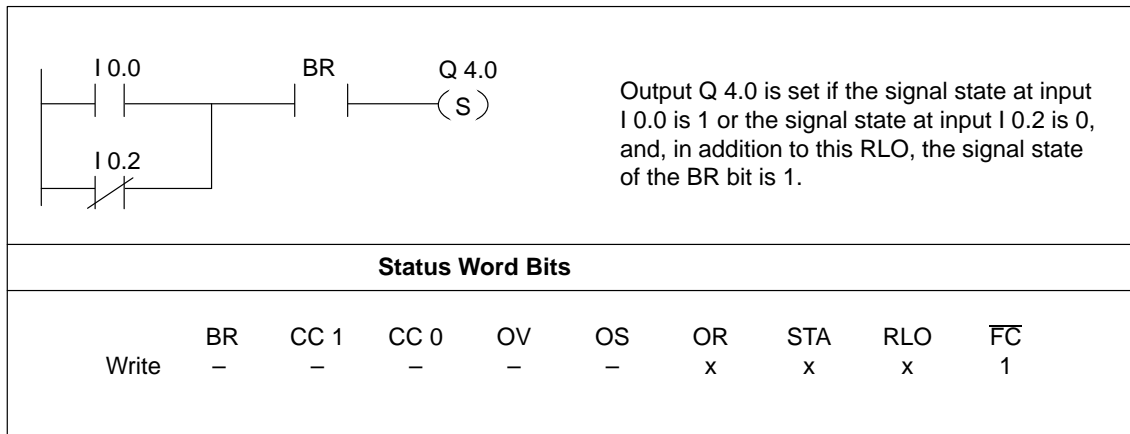 I 0.0 BR Q 4.0
S
I 0.2
Output Q 4.0 is set if the signal state at input
I 0.0 is 1 or the signal state at input I 0.2 is 0,
and, in addition to this RLO, the signal state
of the BR bit is 1.
Status Word Bits
BR CC 1 CC 0 OV OS OR STA RLO F̅C̅
Write – – – – – x x x 1